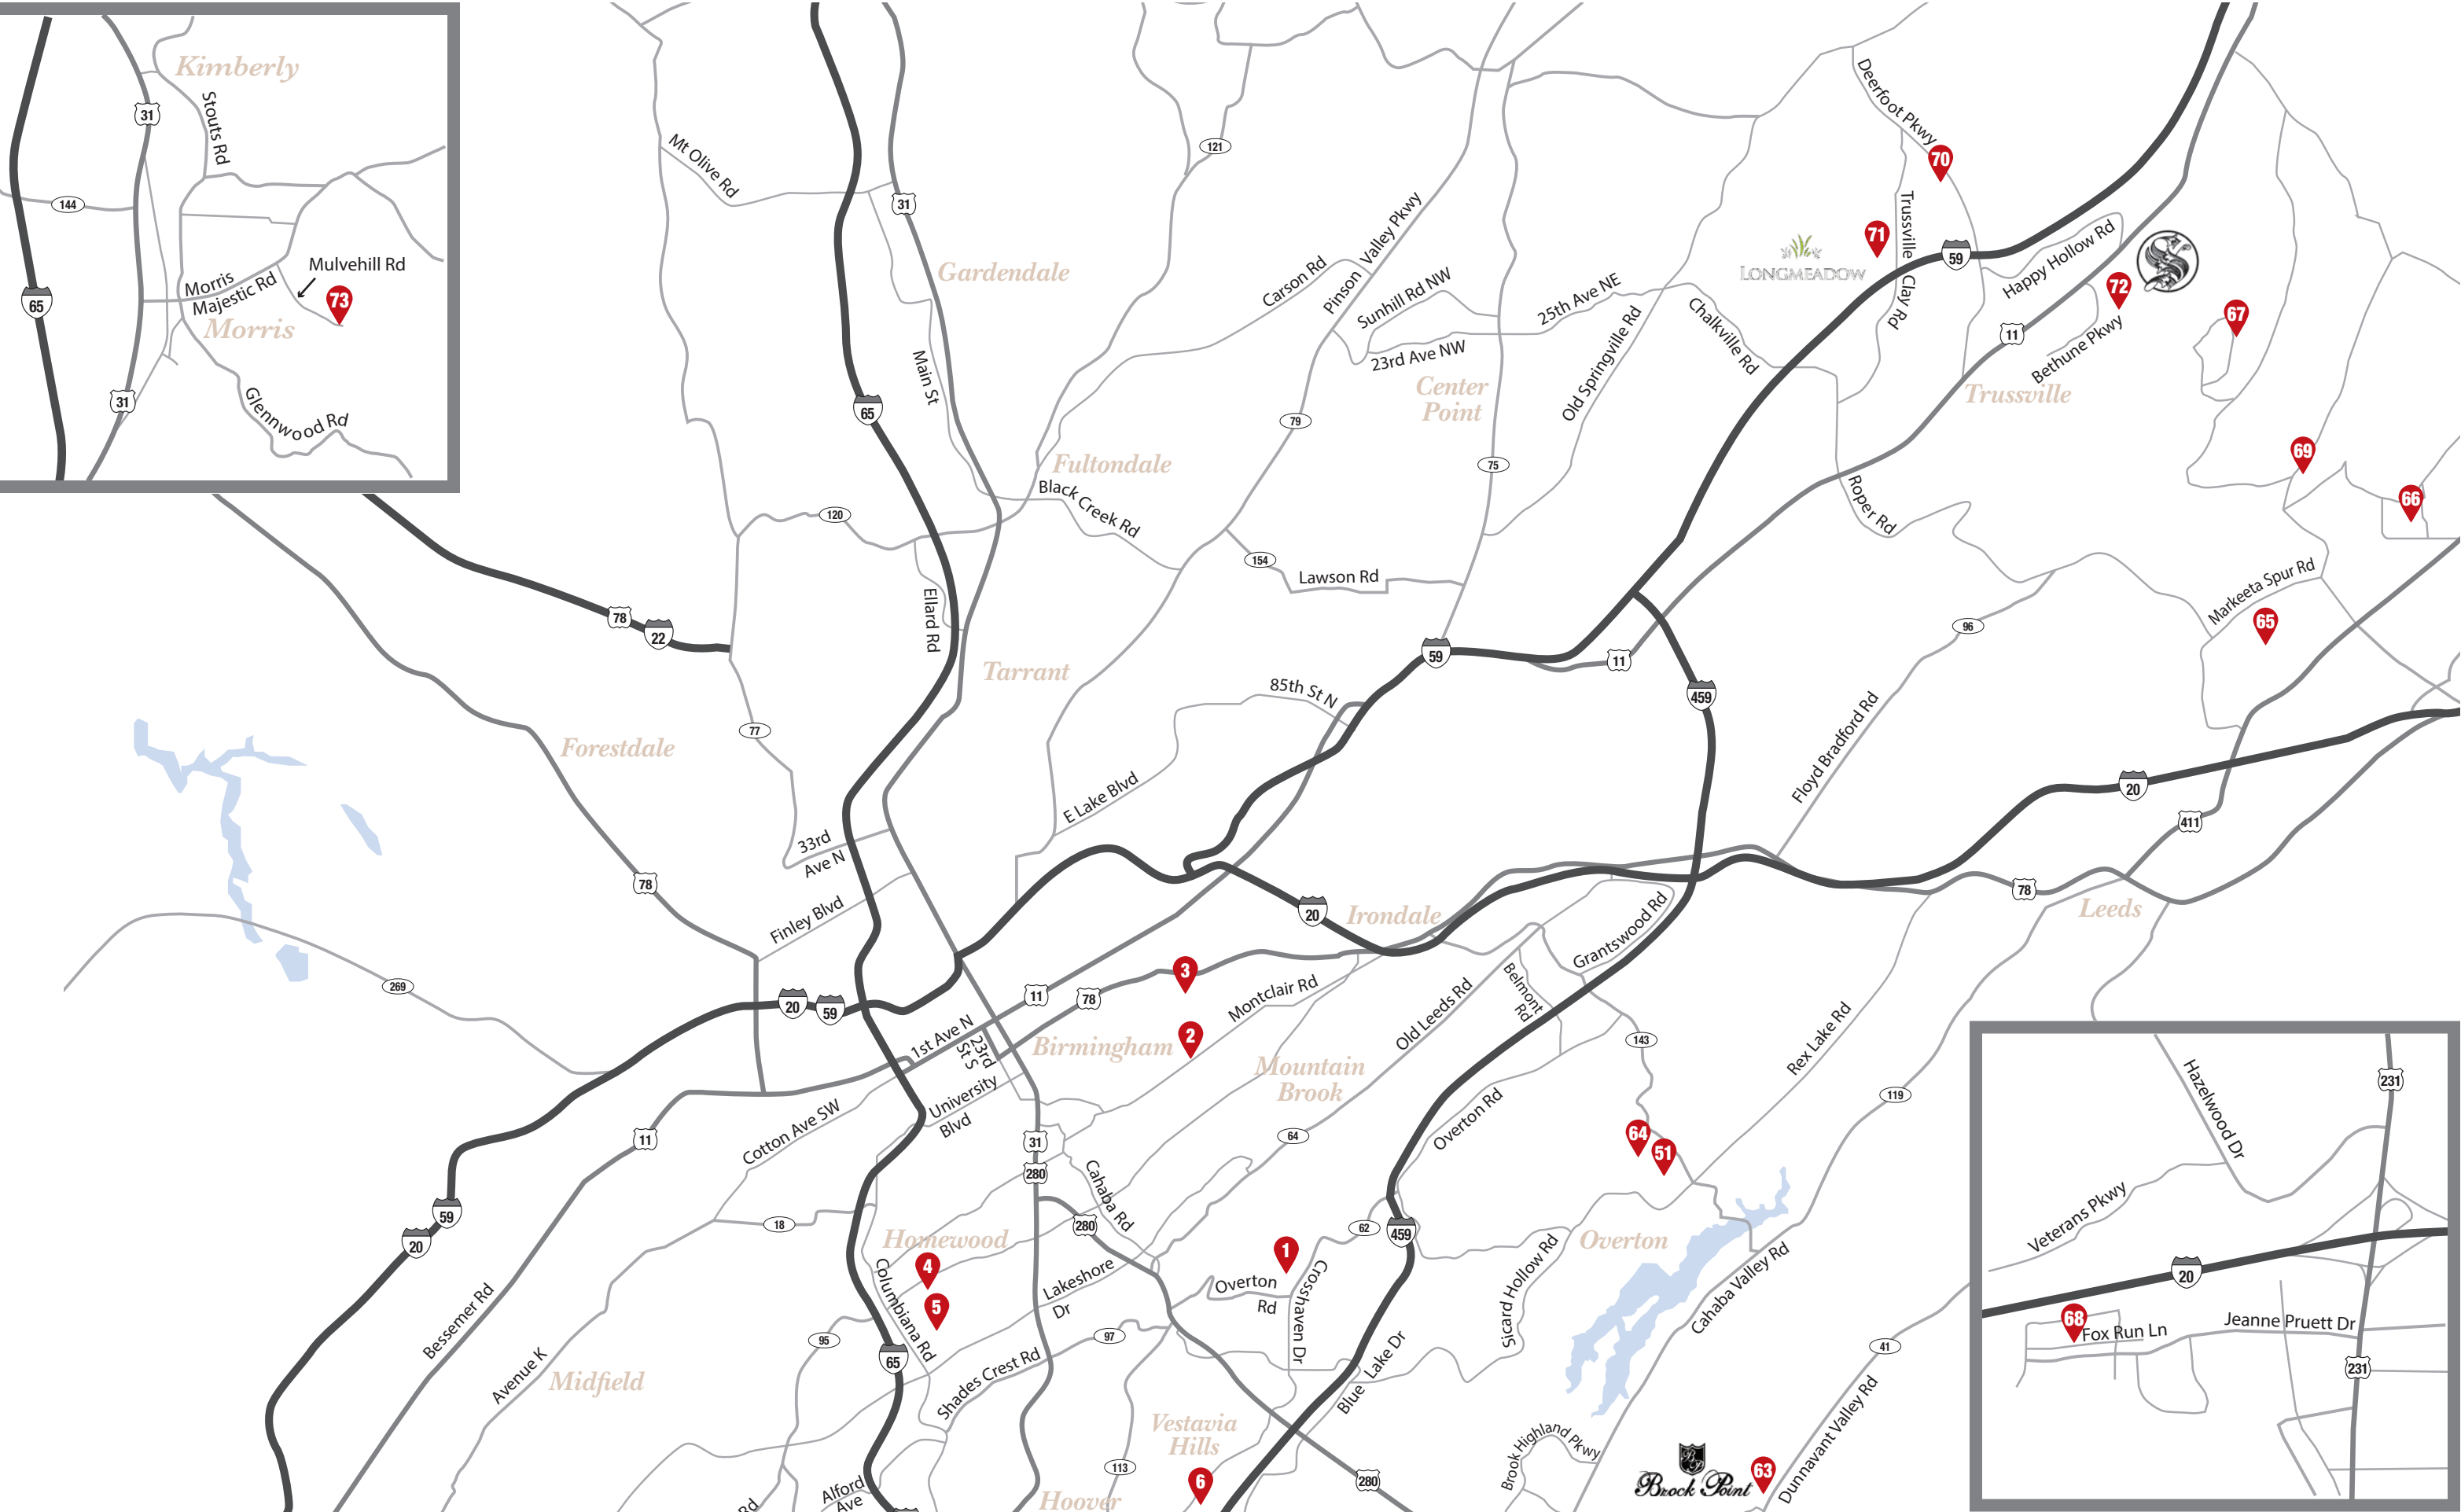 Kimberly
31
Stouts Rd
144
65
Mulvehill Rd
Morris
Majestic Rd
73
Morris
31
Glennwood Rd
Mt Olive Rd
31
121
Gardendale
Main St
65
Carson Rd
Pinson Valley Pkwy
Sunhill Rd NW
23rd Ave NW
25th Ave NE
Center
Point
79
75
Old Springville Rd
Chalkville Rd
Deerfoot Pkwy
70
71
LONGMEADOW
Trussville Clay Rd
59
Happy Hollow Rd
S
72
11
Bethune Pkwy
Trussville
67
69
66
Roper Rd
Fultondale
Black Creek Rd
120
154
Lawson Rd
Ellard Rd
78
22
Tarrant
77
Forestdale
59
11
459
85th St N
E Lake Blvd
96
Floyd Bradford Rd
Markeeta Spur Rd
65
20
411
78
Leeds
33rd
Ave N
78
Finley Blvd
269
20
59
20
Irondale
Grantswood Rd
Belmont
Rd
3
11
78
Montclair Rd
Old Leeds Rd
1st Ave N
23rd
St S
Birmingham
2
Mountain
Brook
143
Rex Lake Rd
119
University
Blvd
Cotton Ave SW
11
31
280
64
Overton Rd
64
51
Cahaba Rd
59
20
18
Homewood
280
4
5
Columbiana Rd
Lakeshore
Dr
1
62
459
Overton
Rd
Crosshaven Dr
Sicard Hollow Rd
Overton
Cahaba Valley Rd
Bessemer Rd
Avenue K
Midfield
95
65
97
Shades Crest Rd
Blue Lake Dr
41
Dunnavant Valley Rd
Vestavia
Hills
113
6
280
Brook Highland Pkwy
BP
Brock Point
63
Hoover
Alford
Ave
Rd
Hazelwood Dr
231
Veterans Pkwy
20
68
Fox Run Ln
Jeanne Pruett Dr
231